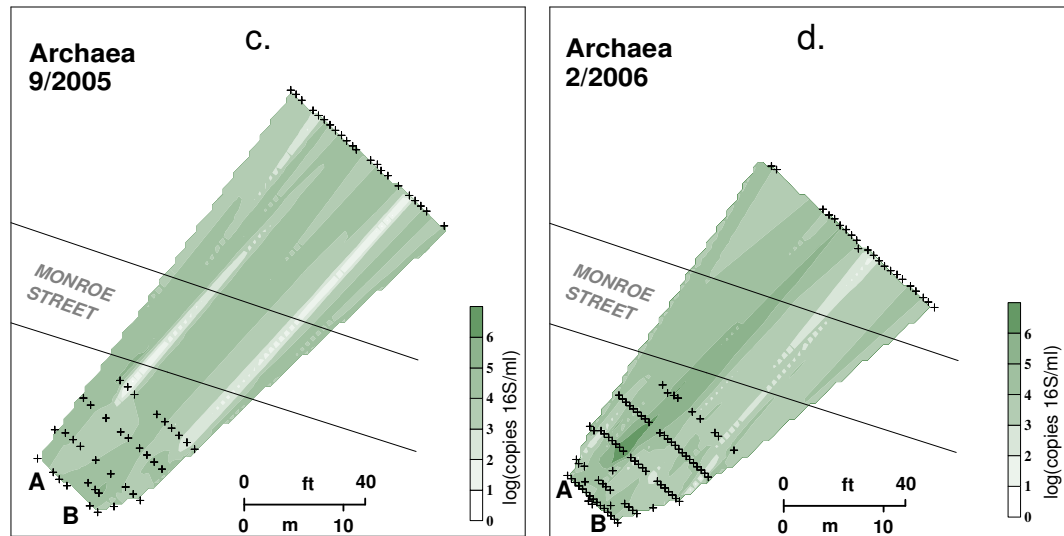 c.
Archaea
9/2005
MONROE
STREET
A
B
0 ft 40
0 m 10
6
5
4
3
2
1
0
log(copies 16S/ml)
d.
Archaea
2/2006
MONROE
STREET
A
B
0 ft 40
0 m 10
6
5
4
3
2
1
0
log(copies 16S/ml)